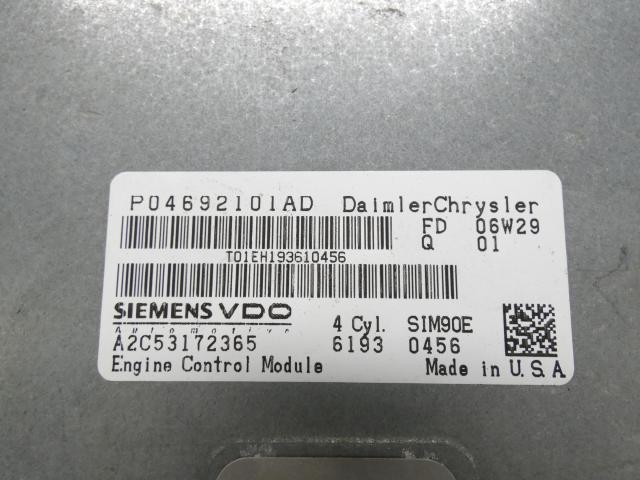 P04692101AD DaimlerChrysler
FD 06W29
Q 01
T01EH193610456
SIEMENS VDO
Automotive
4 Cyl. SIM90E
A2C53172365 6193 0456
Engine Control Module Made in U.S.A